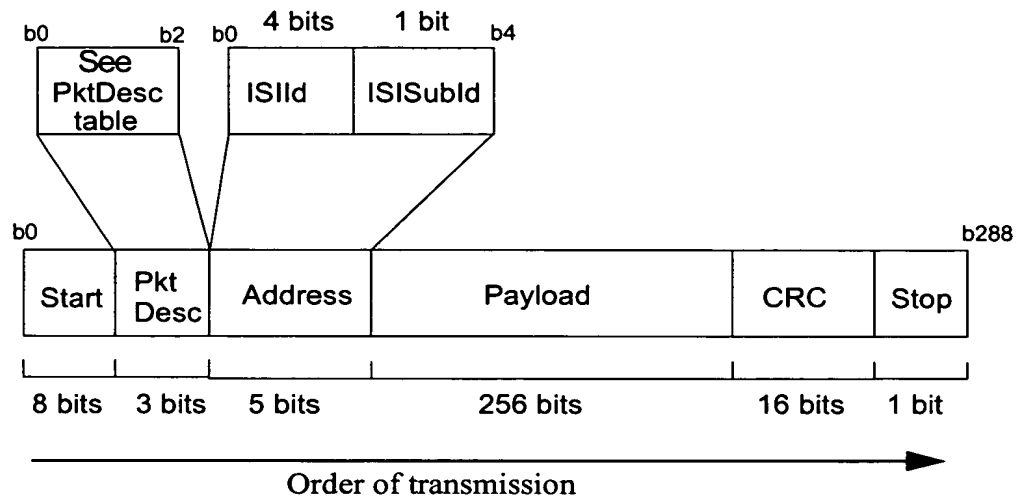 4 bits 1 bit
b0 b2 b0 b4
See
PktDesc
table
ISIId ISISubId
b0 b288
Start Pkt
Desc Address Payload CRC Stop
8 bits 3 bits 5 bits 256 bits 16 bits 1 bit
Order of transmission